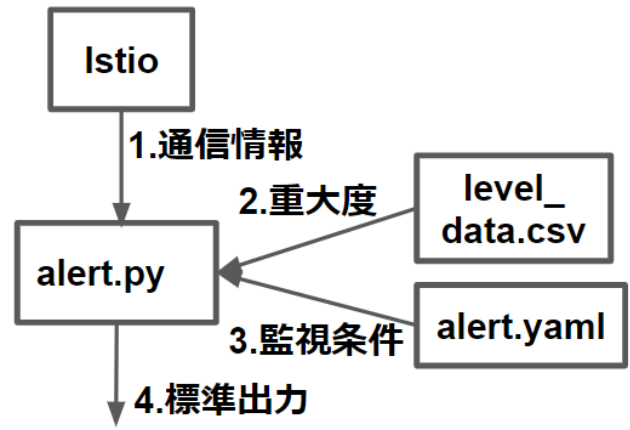 Istio
1.通信情報
2.重大度
level_
data.csv
alert.py
3.監視条件
alert.yaml
4.標準出力